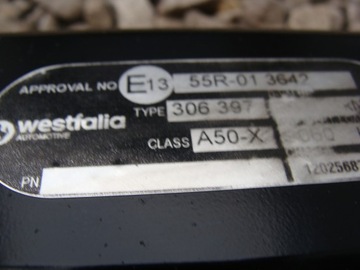 APPROVAL NO E13 55R-01 3642
TYPE 306 397
westfalia
AUTOMOTIVE
CLASS A50-X
PN